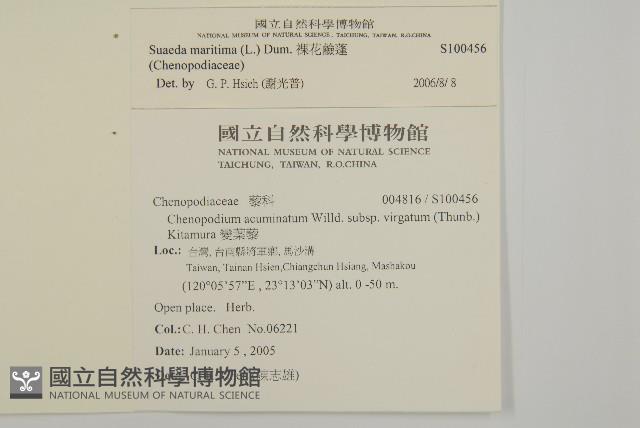 國立自然科學博物館
NATIONAL MUSEUM OF NATURAL SCIENCE, TAICHUNG, TAIWAN, R.O.CHINA
Suaeda maritima (L.) Dum. 裸花鹼蓬 S100456
(Chenopodiaceae)
Det. by G. P. Hsieh (謝光普) 2006/8/ 8
國立自然科學博物館
NATIONAL MUSEUM OF NATURAL SCIENCE
TAICHUNG, TAIWAN, R.O.CHINA
Chenopodiaceae 藜科 004816 / S100456
Chenopodium acuminatum Willd. subsp. virgatum (Thunb.)
Kitamura 變葉藜
Loc.: 台灣, 台南縣將軍鄉, 馬沙溝
Taiwan, Tainan Hsien,Chiangchun Hsiang, Mashakou
(120°05’57”E , 23°13’03”N) alt. 0 -50 m.
Open place. Herb.
Col.: C. H. Chen No.06221
Date: January 5 , 2005
志雄)
國立自然科學博物館
NATIONAL MUSEUM OF NATURAL SCIENCE